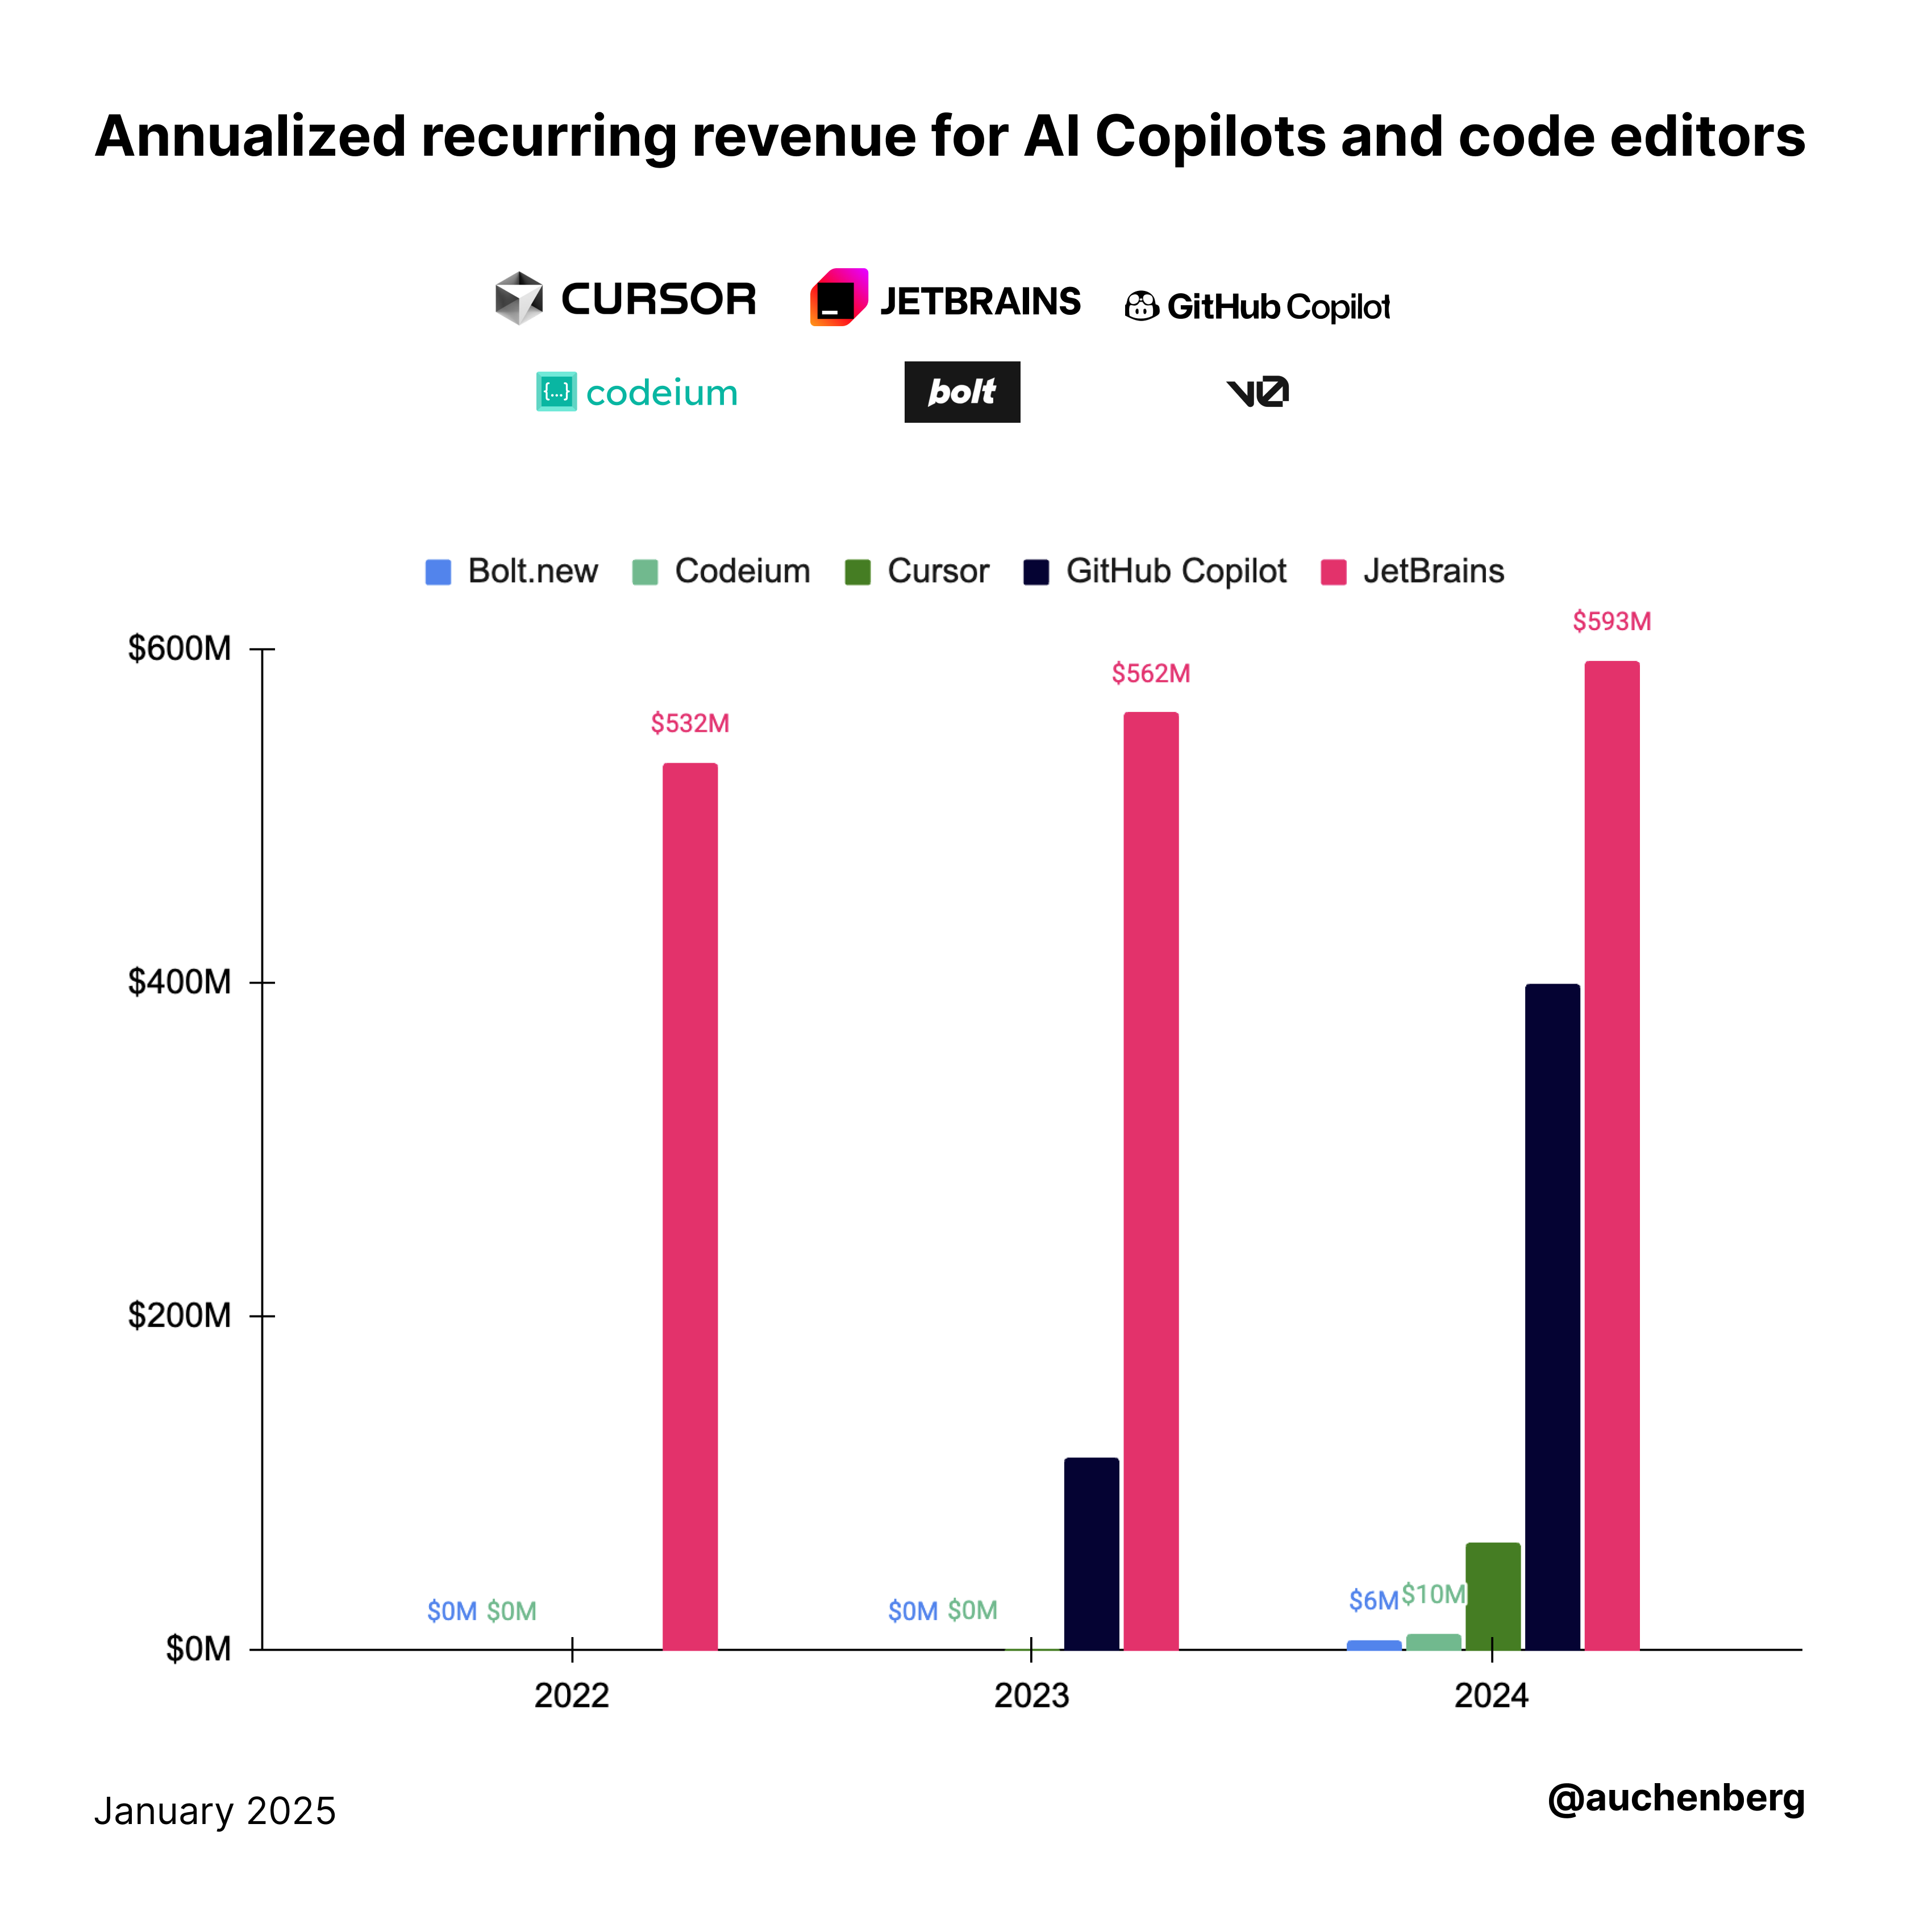 Annualized recurring revenue for AI Copilots and code editors
CURSOR
JETBRAINS
GitHub Copilot
{...} codeium
bolt
v0
Bolt.new
Codeium
Cursor
GitHub Copilot
JetBrains
$600M
$400M
$200M
$0M
$0M
$0M
$532M
$0M
$0M
$562M
$6M
$10M
$593M
2022
2023
2024
January 2025
@auchenberg